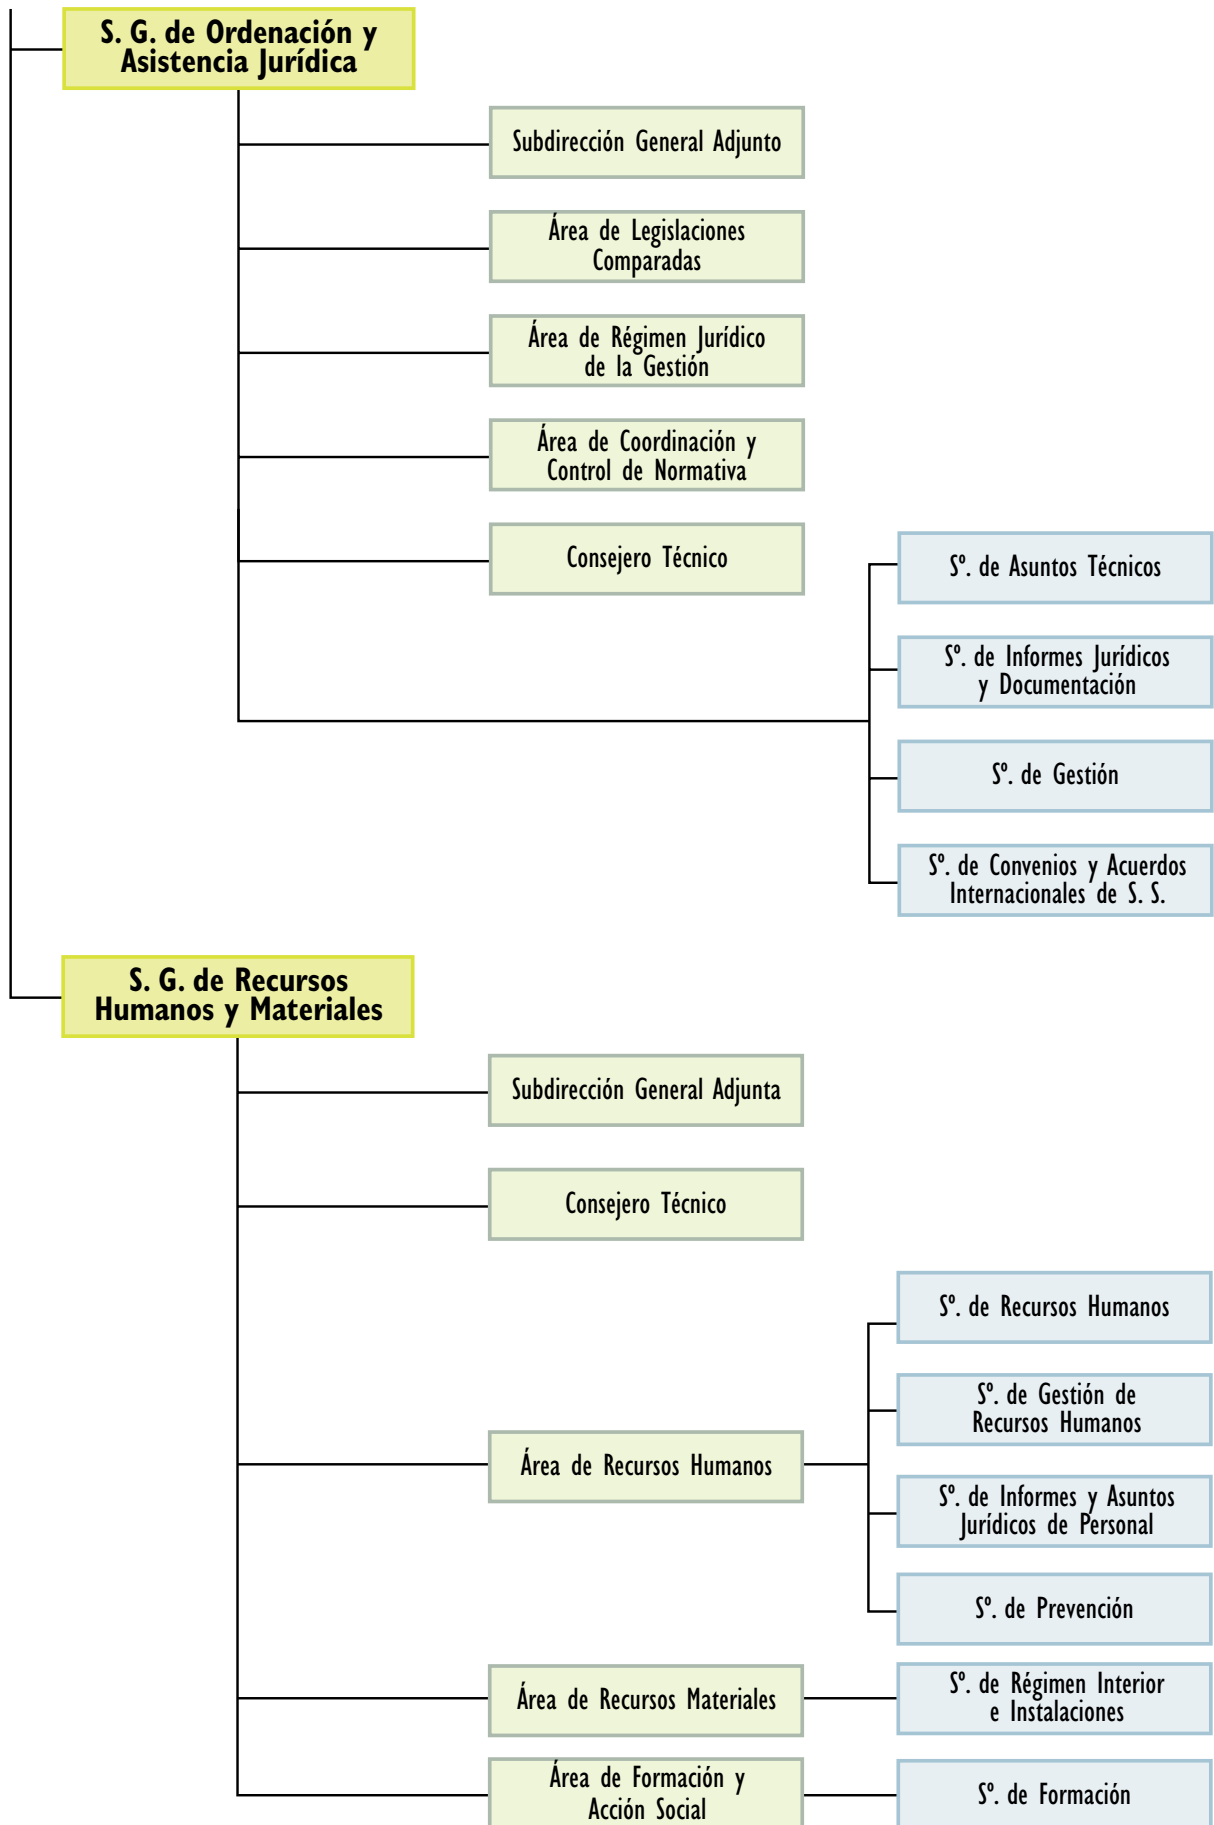 S. G. de Ordenación y
Asistencia Jurídica
Subdirección General Adjunto
Área de Legislaciones
Comparadas
Área de Régimen Jurídico
de la Gestión
Área de Coordinación y
Control de Normativa
Consejero Técnico
Sº. de Asuntos Técnicos
Sº. de Informes Jurídicos
y Documentación
Sº. de Gestión
Sº. de Convenios y Acuerdos
Internacionales de S. S.
S. G. de Recursos
Humanos y Materiales
Subdirección General Adjunta
Consejero Técnico
Área de Recursos Humanos
Sº. de Recursos Humanos
Sº. de Gestión de
Recursos Humanos
Sº. de Informes y Asuntos
Jurídicos de Personal
Sº. de Prevención
Área de Recursos Materiales
Sº. de Régimen Interior
e Instalaciones
Área de Formación y
Acción Social
Sº. de Formación